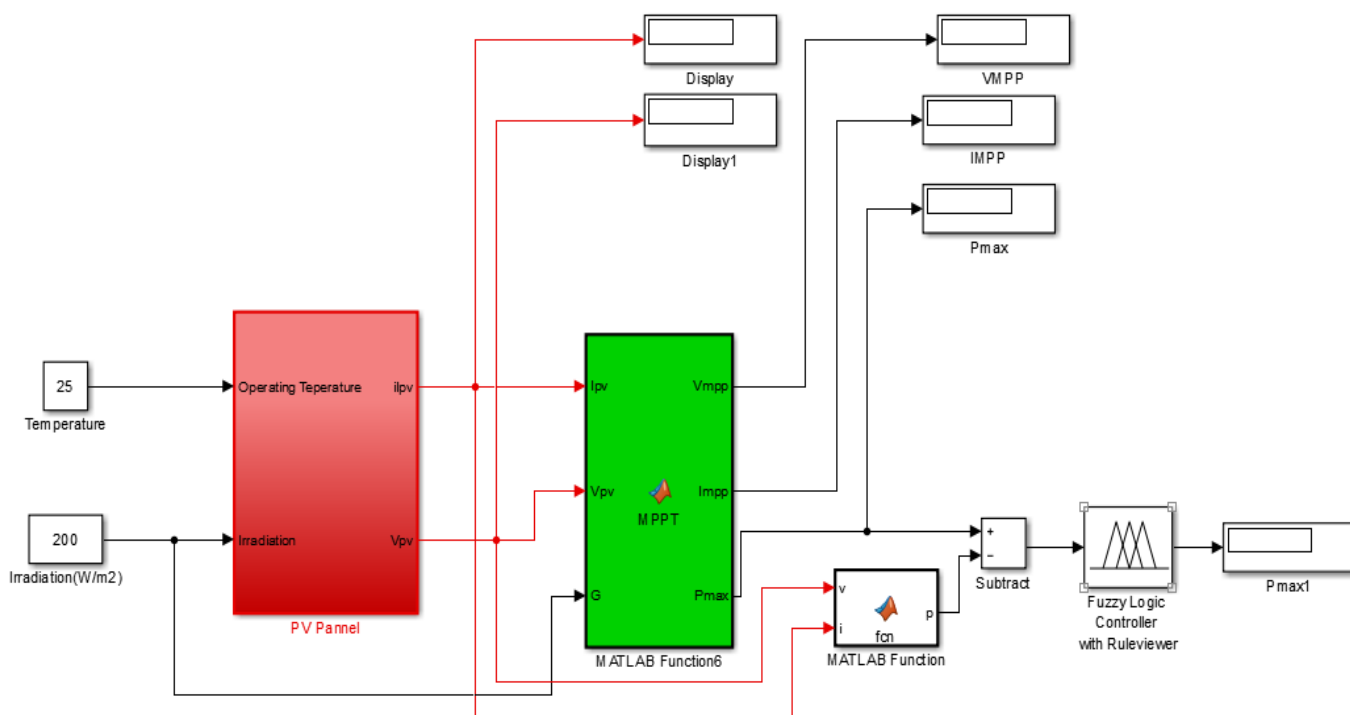 Display
VMPP
Display1
IMPP
Pmax
25
Temperature
Operating Teperature
iIpv
Ipv
Vmpp
200
Irradiation(W/m2)
Irradiation
Vpv
PV Pannel
Vpv
MPPT
Impp
G
Pmax
MATLAB Function6
v
i
fcn
p
MATLAB Function
+
−
Subtract
Fuzzy Logic
Controller
with Ruleviewer
Pmax1